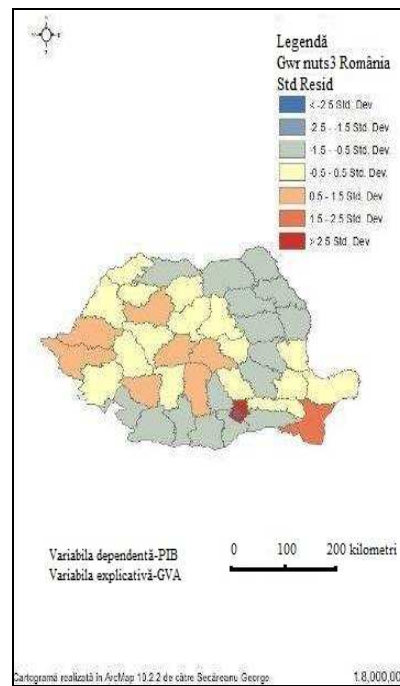 Legendă
Gwr nuts3 România
Std Resid
< -2.5 Std. Dev.
-2.5 - -1.5 Std. Dev.
-1.5 - -0.5 Std. Dev.
-0.5 - 0.5 Std. Dev.
0.5 - 1.5 Std. Dev.
1.5 - 2.5 Std. Dev.
> 2.5 Std. Dev.
Variabila dependentă-PIB
Variabila explicativă-GVA
0 100 200 kilometri
Cartogramă realizată în ArcMap 10.2.2 de către Secăreanu George
1:8,000,00